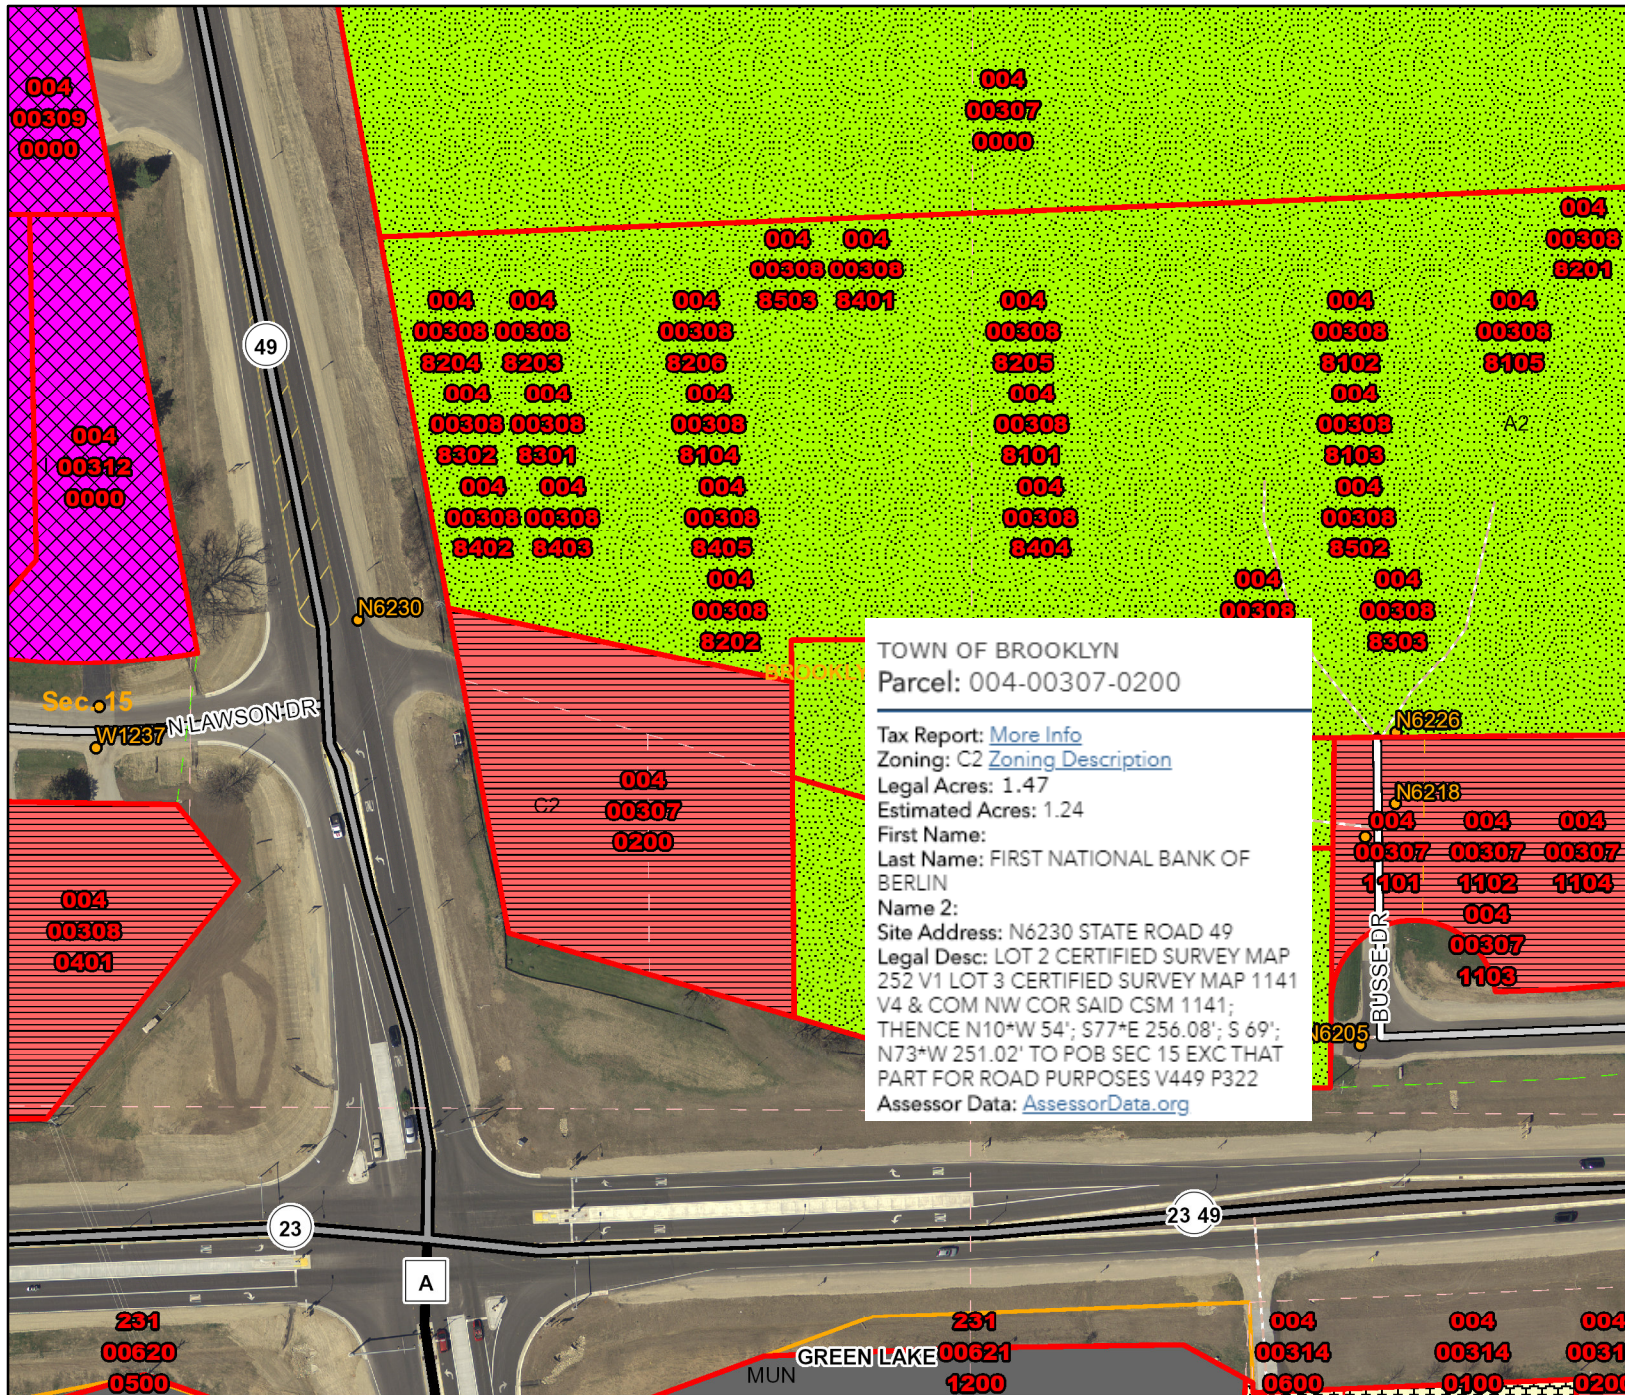 004
00309
0000
004
00307
0000
004
00308
8201
004 004
00308 00308
8503 8401
004 004
00308 00308
8204 8203
004
00308
8206
004
00308
8205
004
00308
8102
004
00308
8105
49
004 004
00308 00308
8302 8301
004
00308
8104
004
00308
8101
004
00308
8103
A2
004
I 00312
0000
004 004
00308 00308
8402 8403
004
00308
8405
004
00308
8404
004
00308
8502
004
00308
8202
004
00308
004
00308
8303
N6230
BROOKLY
Sec. 15
W1237
N LAWSON DR
N6226
N6218
C2
004
00307
0200
TOWN OF BROOKLYN
Parcel: 004-00307-0200
Tax Report: More Info
Zoning: C2 Zoning Description
Legal Acres: 1.47
Estimated Acres: 1.24
First Name:
Last Name: FIRST NATIONAL BANK OF
BERLIN
Name 2:
Site Address: N6230 STATE ROAD 49
Legal Desc: LOT 2 CERTIFIED SURVEY MAP
252 V1 LOT 3 CERTIFIED SURVEY MAP 1141
V4 & COM NW COR SAID CSM 1141;
THENCE N10*W 54'; S77*E 256.08'; S 69';
N73*W 251.02' TO POB SEC 15 EXC THAT
PART FOR ROAD PURPOSES V449 P322
Assessor Data: AssessorData.org
004 004 004
00307 00307 00307
1101 1102 1104
004
00307
1103
BUSSE DR
N6205
004
00308
0401
23
23 49
A
231
00620
0500
231
GREEN LAKE 00621
MUN 1200
004
00314
0600
004
00314
0100
004
0031
020